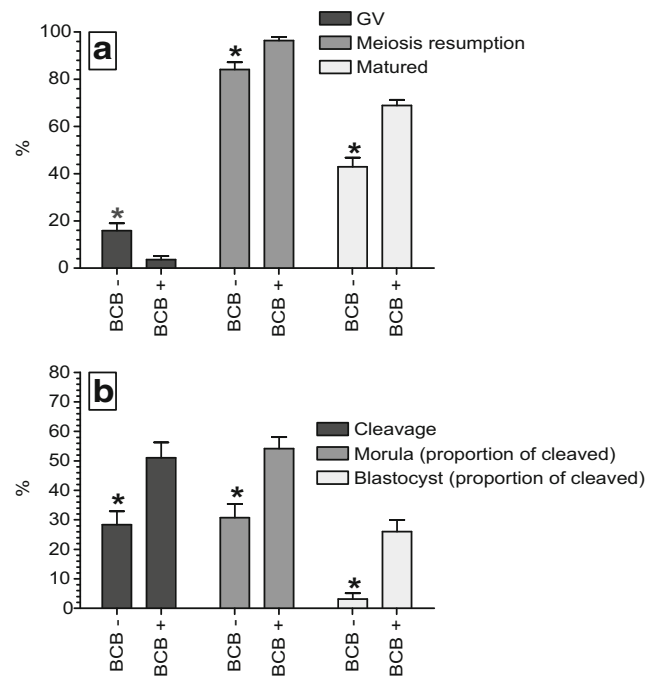 a
GV
Meiosis resumption
Matured
%
100
80
60
40
20
0
*
*
*
BCB -
BCB +
BCB -
BCB +
BCB -
BCB +
b
Cleavage
Morula (proportion of cleaved)
Blastocyst (proportion of cleaved)
%
80
70
60
50
40
30
20
10
0
*
*
*
BCB -
BCB +
BCB -
BCB +
BCB -
BCB +